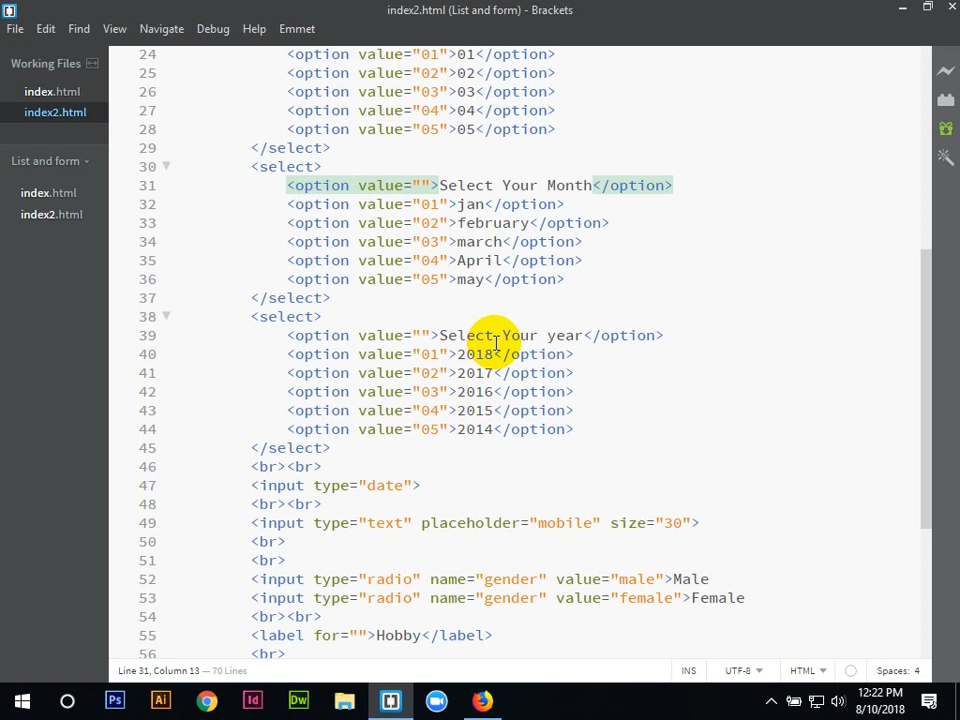 index2.html (List and form) - Brackets
File Edit Find View Navigate Debug Help Emmet
Working Files
index.html
index2.html
List and form
index.html
index2.html
24 <option value="01">01</option>
25 <option value="02">02</option>
26 <option value="03">03</option>
27 <option value="04">04</option>
28 <option value="05">05</option>
29 </select>
30 <select>
31 <option value="">Select Your Month</option>
32 <option value="01">jan</option>
33 <option value="02">february</option>
34 <option value="03">march</option>
35 <option value="04">April</option>
36 <option value="05">may</option>
37 </select>
38 <select>
39 <option value="">Select Your year</option>
40 <option value="01">2018</option>
41 <option value="02">2017</option>
42 <option value="03">2016</option>
43 <option value="04">2015</option>
44 <option value="05">2014</option>
45 </select>
46 <br><br>
47 <input type="date">
48 <br><br>
49 <input type="text" placeholder="mobile" size="30">
50 <br>
51 <br>
52 <input type="radio" name="gender" value="male">Male
53 <input type="radio" name="gender" value="female">Female
54 <br><br>
55 <label for="">Hobby</label>
56 <br>
Line 31, Column 13 — 70 Lines
INS UTF-8 HTML Spaces: 4
Ps Ai Id Dw
12:22 PM
8/10/2018